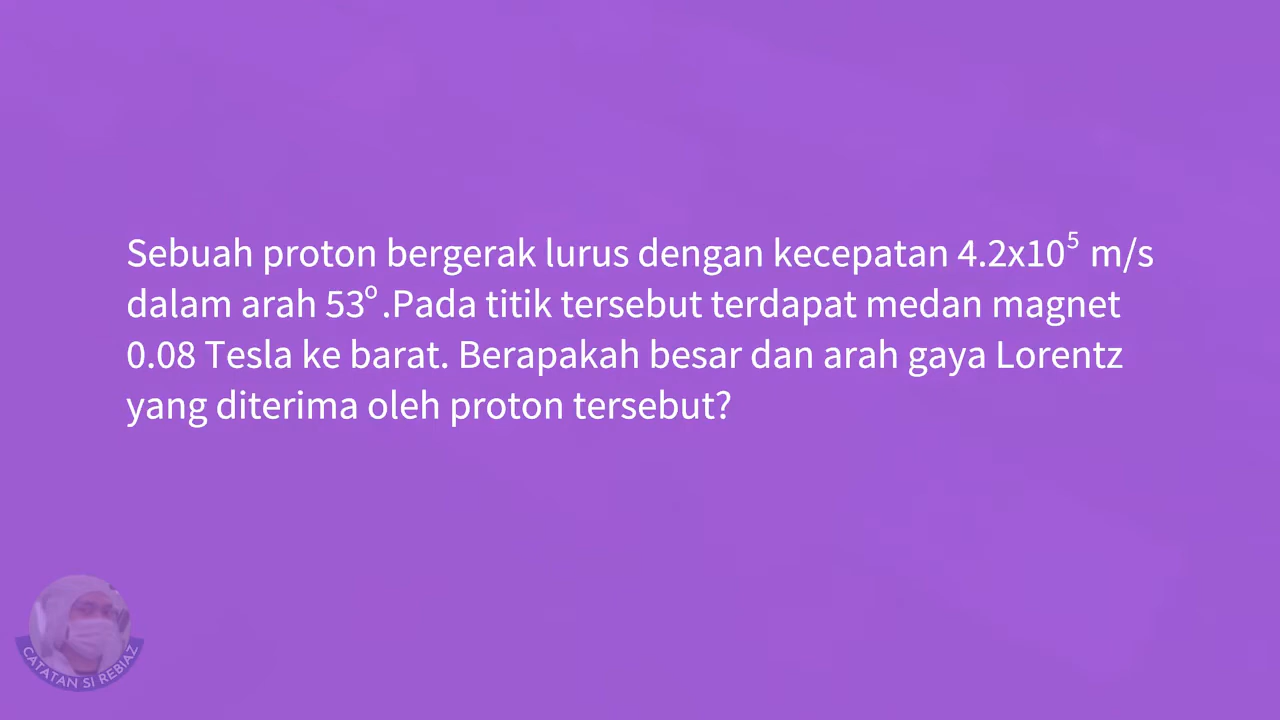 Sebuah proton bergerak lurus dengan kecepatan 4.2x10⁵ m/s
dalam arah 53° .Pada titik tersebut terdapat medan magnet
0.08 Tesla ke barat. Berapakah besar dan arah gaya Lorentz
yang diterima oleh proton tersebut?
CATATAN SI REBIAZ